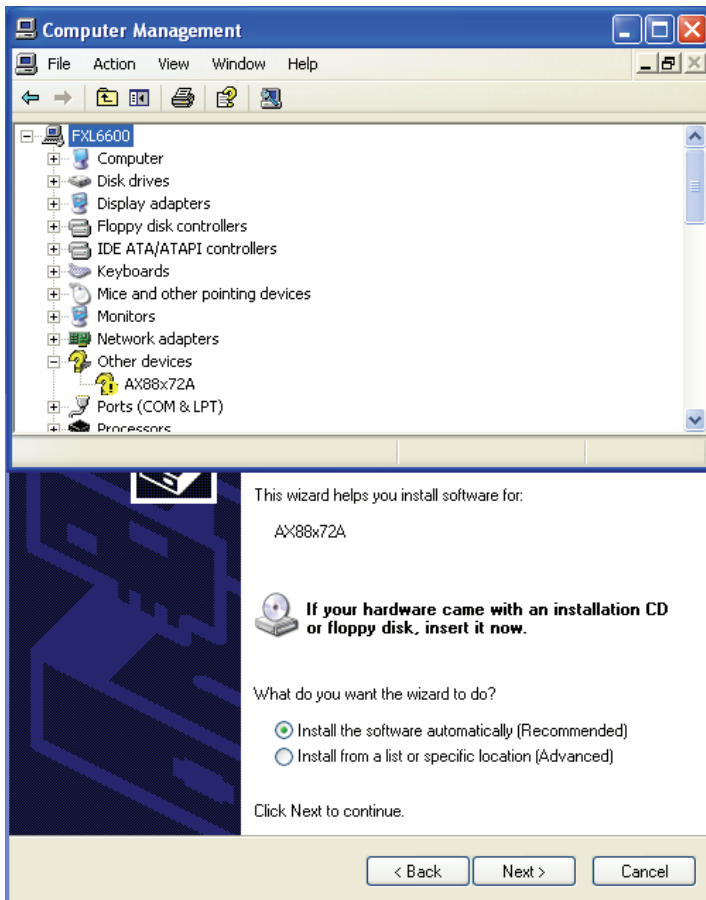 Computer Management
File Action View Window Help
FXL6600
Computer
Disk drives
Display adapters
Floppy disk controllers
IDE ATA/ATAPI controllers
Keyboards
Mice and other pointing devices
Monitors
Network adapters
Other devices
AX88x72A
Ports (COM & LPT)
Processors
This wizard helps you install software for:
AX88x72A
If your hardware came with an installation CD
or floppy disk, insert it now.
What do you want the wizard to do?
Install the software automatically (Recommended)
Install from a list or specific location (Advanced)
Click Next to continue.
< Back Next > Cancel